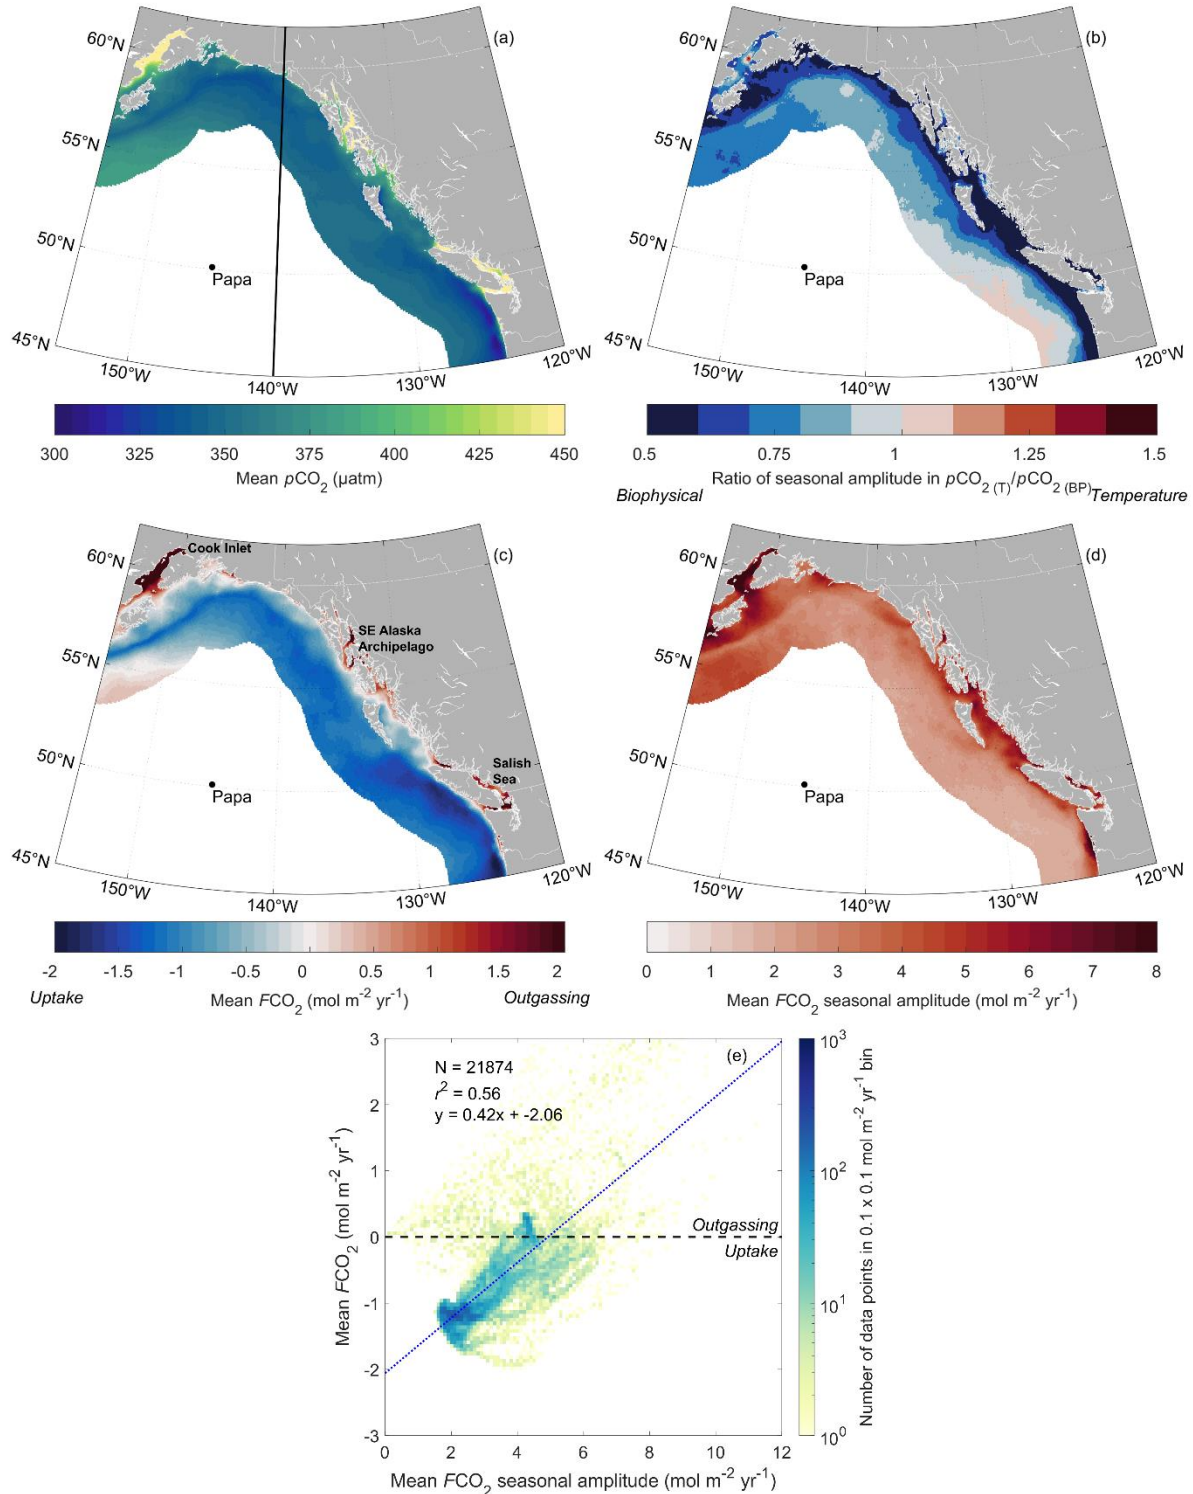 (a)
60°N
55°N
50°N
45°N
Papa
150°W
140°W
130°W
120°W
300 325 350 375 400 425 450
Mean pCO2 (µatm)
(b)
60°N
55°N
50°N
45°N
Papa
150°W
140°W
130°W
120°W
0.5 0.75 1 1.25 1.5
Ratio of seasonal amplitude in pCO2 (T)/pCO2 (BP)
Biophysical
Temperature
(c)
Cook Inlet
SE Alaska
Archipelago
Salish
Sea
60°N
55°N
50°N
45°N
Papa
150°W
140°W
130°W
120°W
-2 -1.5 -1 -0.5 0 0.5 1 1.5 2
Uptake
Mean FCO2 (mol m-2 yr-1)
Outgassing
(d)
60°N
55°N
50°N
45°N
Papa
150°W
140°W
130°W
120°W
0 1 2 3 4 5 6 7 8
Mean FCO2 seasonal amplitude (mol m-2 yr-1)
(e)
N = 21874
r2 = 0.56
y = 0.42x + -2.06
Outgassing
Uptake
3
2
1
0
-1
-2
-3
Mean FCO2 (mol m-2 yr-1)
0 2 4 6 8 10 12
Mean FCO2 seasonal amplitude (mol m-2 yr-1)
10^3
10^2
10^1
10^0
Number of data points in 0.1 x 0.1 mol m-2 yr-1 bin